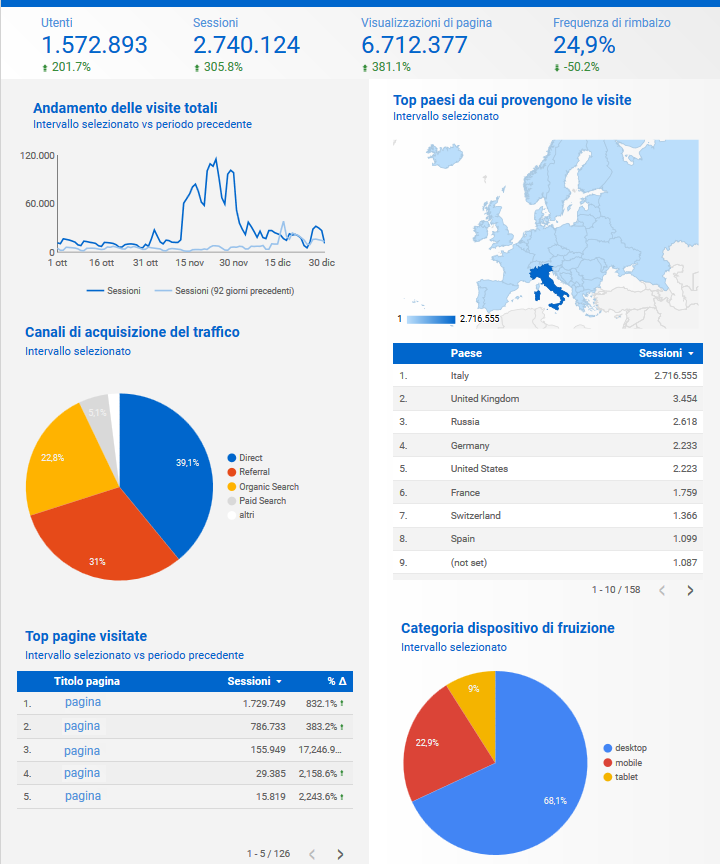 Utenti
1.572.893
201.7%
Sessioni
2.740.124
305.8%
Visualizzazioni di pagina
6.712.377
381.1%
Frequenza di rimbalzo
24,9%
-50.2%
Andamento delle visite totali
Intervallo selezionato vs periodo precedente
120.000
60.000
0
1 ott 16 ott 31 ott 15 nov 30 nov 15 dic 30 dic
Sessioni Sessioni (92 giorni precedenti)
Top paesi da cui provengono le visite
Intervallo selezionato
1 2.716.555
Paese Sessioni
1. Italy 2.716.555
2. United Kingdom 3.454
3. Russia 2.618
4. Germany 2.233
5. United States 2.223
6. France 1.759
7. Switzerland 1.366
8. Spain 1.099
9. (not set) 1.087
1 - 10 / 158
Canali di acquisizione del traffico
Intervallo selezionato
5,1%
22,8%
39,1%
31%
Direct
Referral
Organic Search
Paid Search
altri
Top pagine visitate
Intervallo selezionato vs periodo precedente
Titolo pagina Sessioni % Δ
1. pagina 1.729.749 832.1%
2. pagina 786.733 383.2%
3. pagina 155.949 17,246.9...
4. pagina 29.385 2,158.6%
5. pagina 15.819 2,243.6%
1 - 5 / 126
Categoria dispositivo di fruizione
Intervallo selezionato
9%
22,9%
68,1%
desktop
mobile
tablet